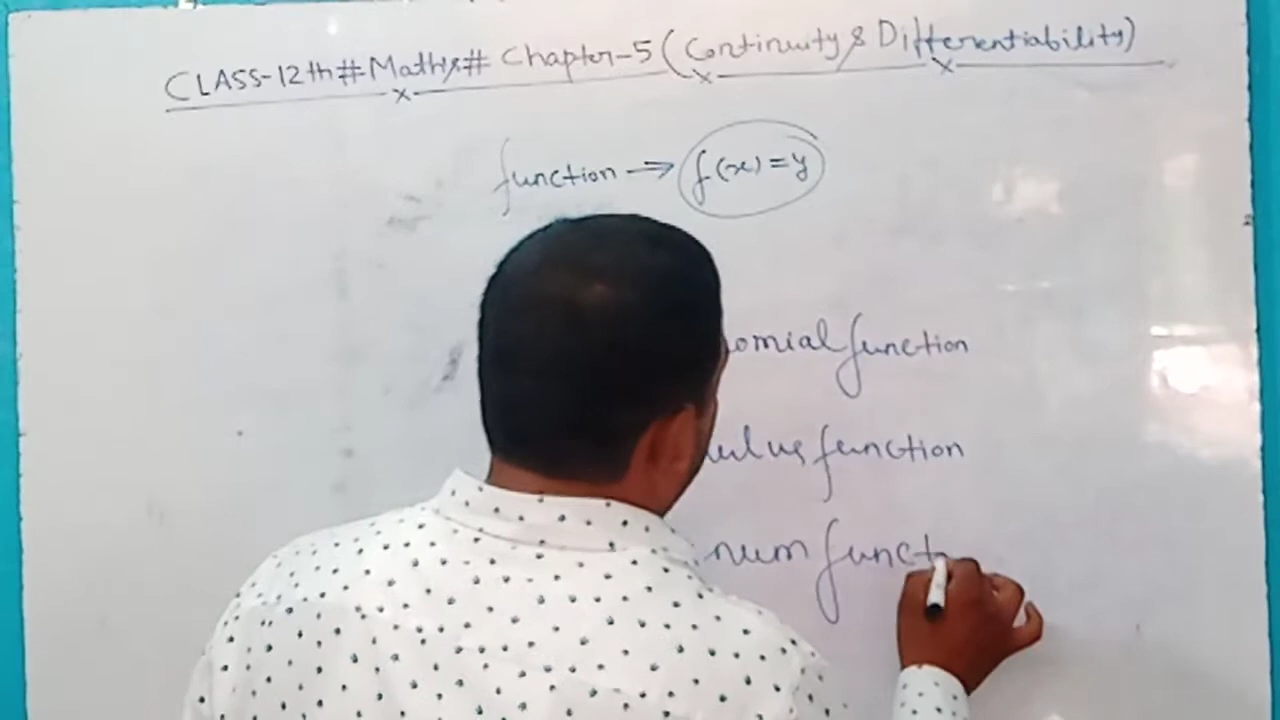 CLASS-12th#Maths# Chapter-5 (Continuity & Differentiability)
function → f(x)=y
omial function
ulus function
num funct